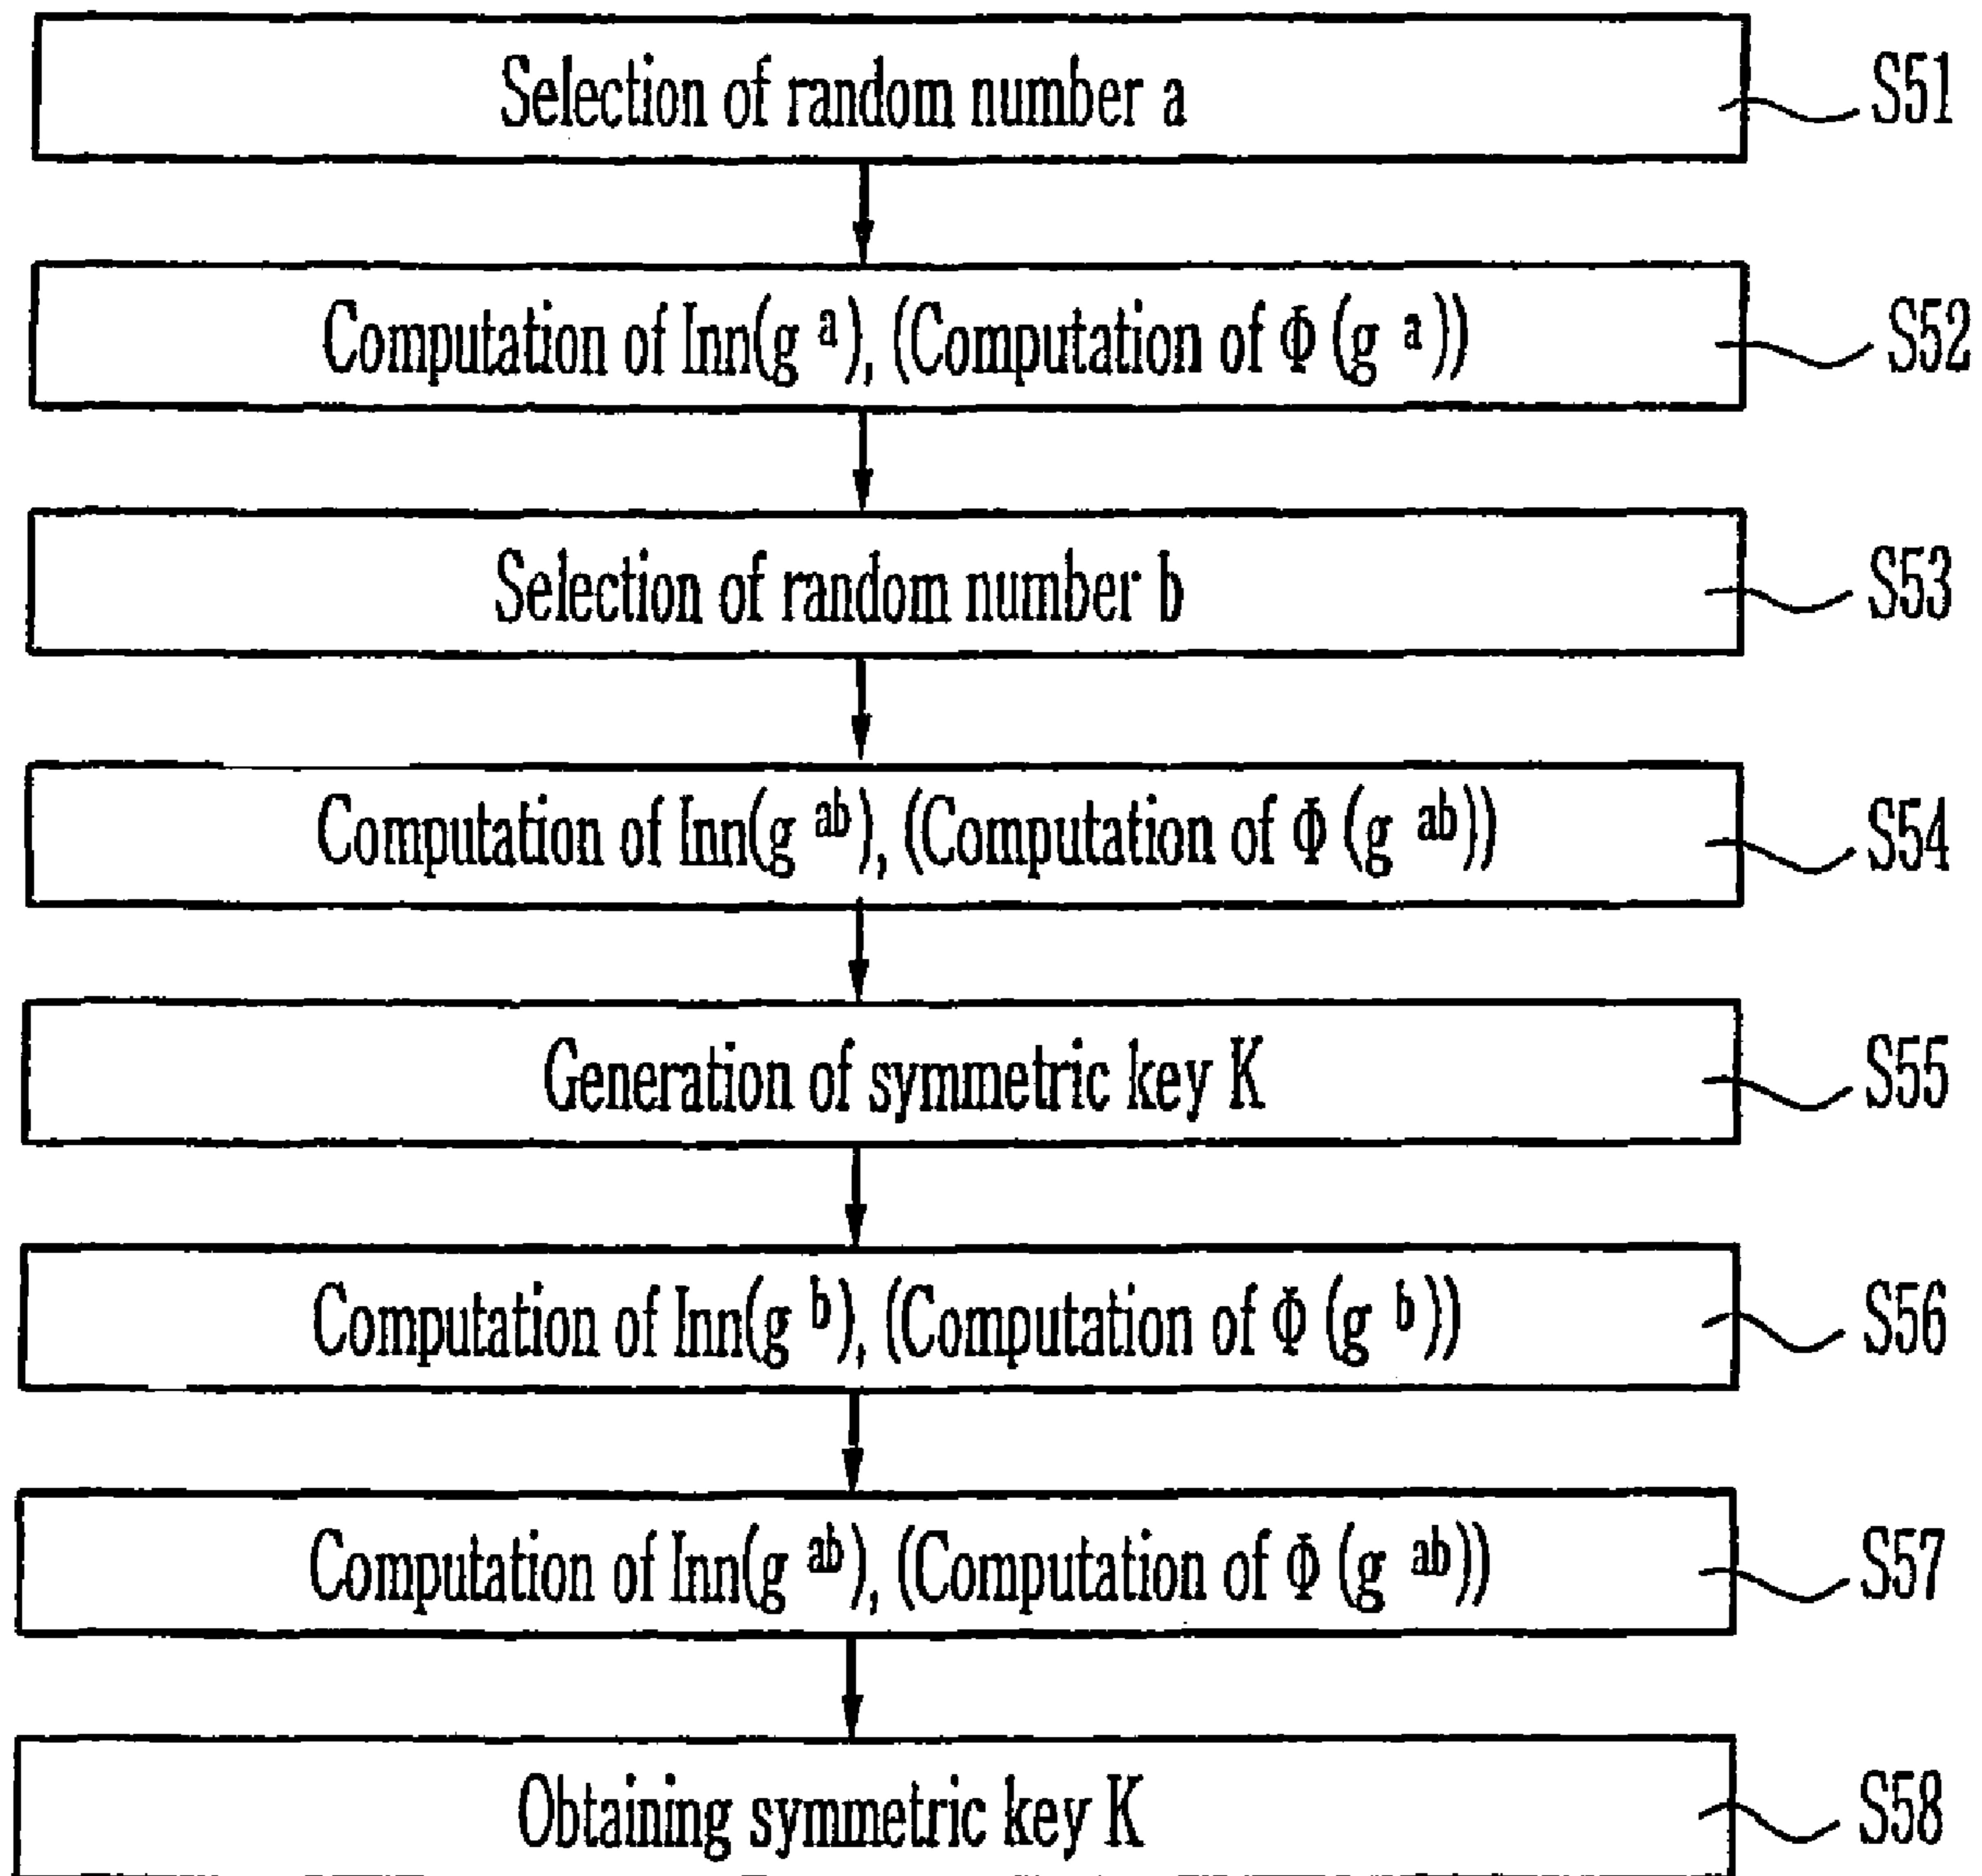 Selection of random number a S51
Computation of Inn(g a), (Computation of Φ (g a)) S52
Selection of random number b S53
Computation of Inn(g ab), (Computation of Φ (g ab)) S54
Generation of symmetric key K S55
Computation of Inn(g b), (Computation of Φ (g b)) S56
Computation of Inn(g ab), (Computation of Φ (g ab)) S57
Obtaining symmetric key K S58